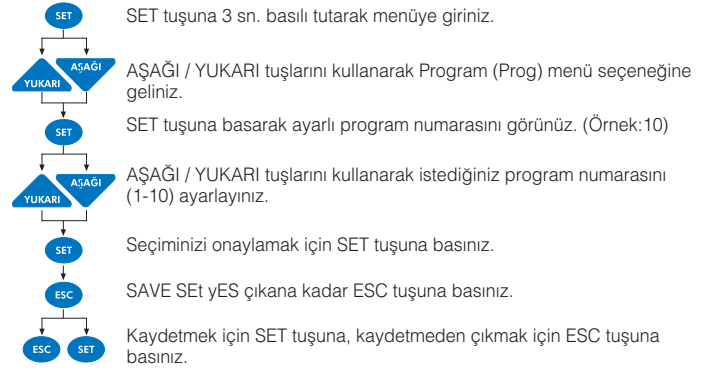 SET
SET tuşuna 3 sn. basılı tutarak menüye giriniz.
YUKARI
AŞAĞI
AŞAĞI / YUKARI tuşlarını kullanarak Program (Prog) menü seçeneğine
geliniz.
SET
SET tuşuna basarak ayarlı program numarasını görünüz. (Örnek:10)
YUKARI
AŞAĞI
AŞAĞI / YUKARI tuşlarını kullanarak istediğiniz program numarasını
(1-10) ayarlayınız.
SET
Seçiminizi onaylamak için SET tuşuna basınız.
ESC
SAVE SEt yES çıkana kadar ESC tuşuna basınız.
ESC
SET
Kaydetmek için SET tuşuna, kaydetmeden çıkmak için ESC tuşuna
basınız.